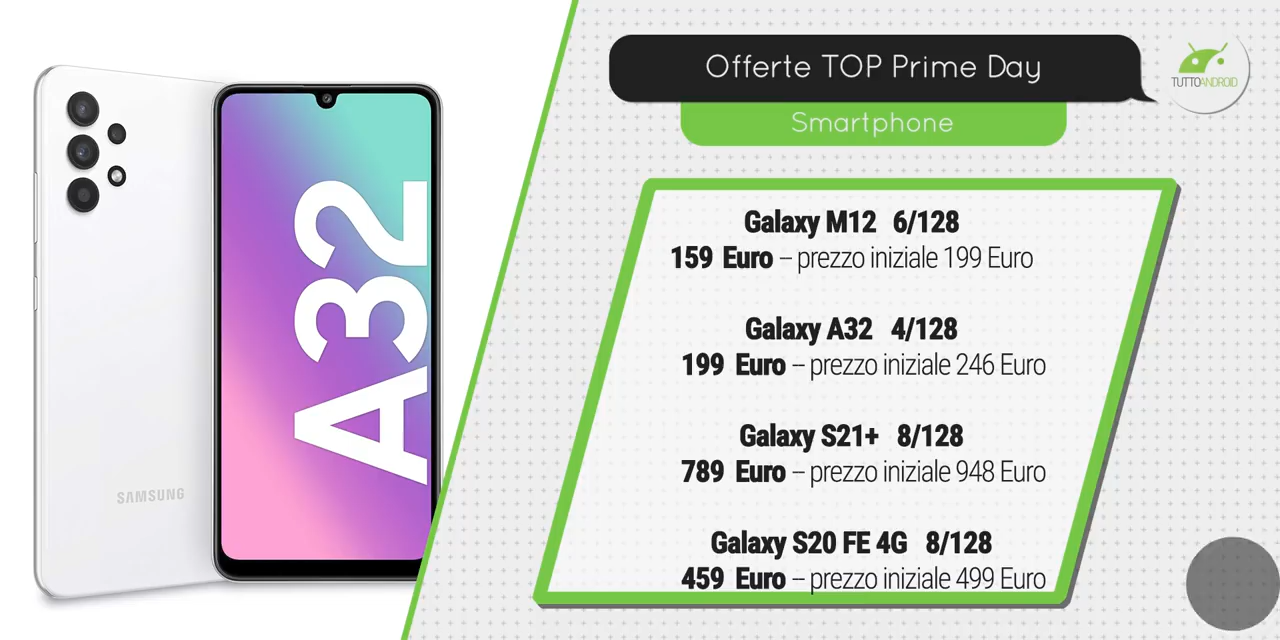 Offerte TOP Prime Day
TUTTOANDROID
Smartphone
A32
SAMSUNG
Galaxy M12 6/128
159 Euro – prezzo iniziale 199 Euro
Galaxy A32 4/128
199 Euro – prezzo iniziale 246 Euro
Galaxy S21+ 8/128
789 Euro – prezzo iniziale 948 Euro
Galaxy S20 FE 4G 8/128
459 Euro – prezzo iniziale 499 Euro